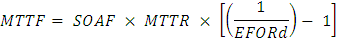 MTTF = SOAF × MTTR × [(1/EFORd) − 1]